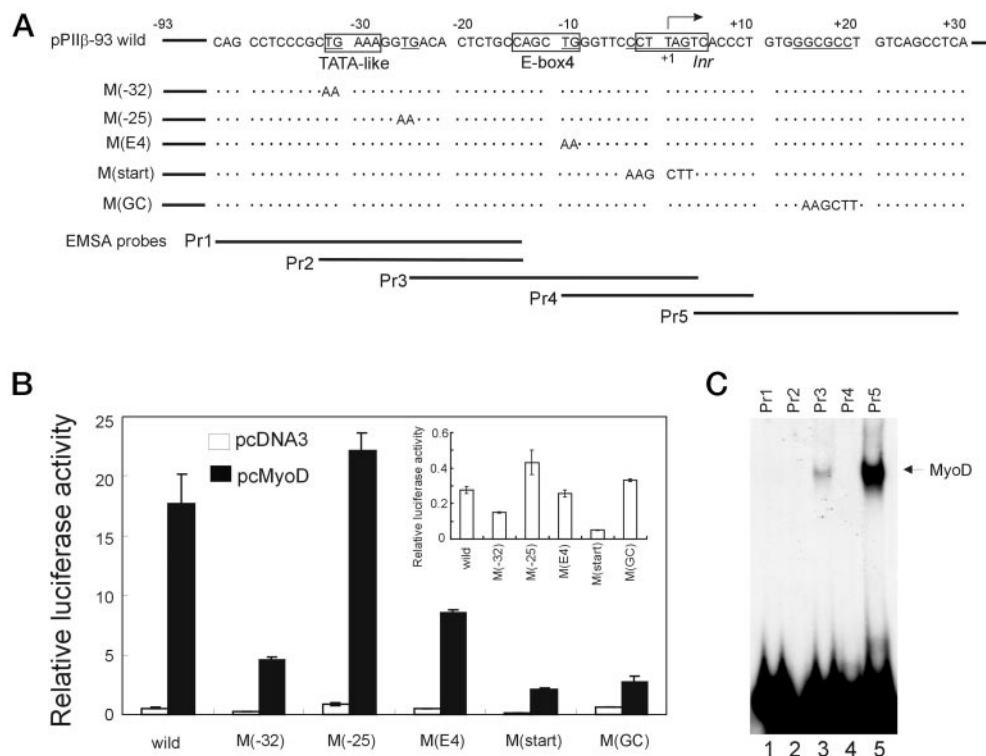 A
-93 -30 -20 -10 +10 +20 +30
pPIIβ-93 wild CAG CCTCCCGCTG AAAGGTGACA CTCTGCCAGC TGGGTTCCCTT TAGTCACCCT GTGGGCGCCT GTCAGCCTCA
TATA-like E-box4 +1 Inr
M(-32) .... .......... AA .... .......... .......... .......... .......... .......... ..........
M(-25) AA
M(E4) AA
M(start) AAG CTT
M(GC) AAGCTT
EMSA probes Pr1
Pr2
Pr3
Pr4
Pr5
B
Relative luciferase activity
25
20
15
10
5
0
pcDNA3
pcMyoD
wild M(-32) M(-25) M(E4) M(start) M(GC)
Relative luciferase activity
0.6
0.4
0.2
0
wild M(-32) M(-25) M(E4) M(start) M(GC)
C
Pr1 Pr2 Pr3 Pr4 Pr5
MyoD
1 2 3 4 5